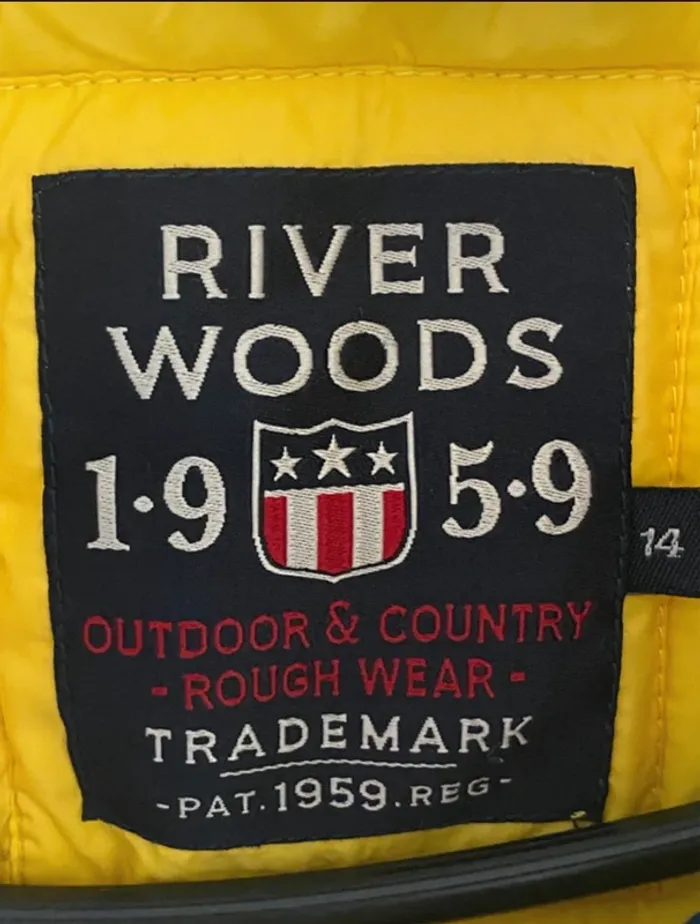 RIVER
WOODS
1·9 5·9
14
OUTDOOR & COUNTRY
- ROUGH WEAR -
TRADEMARK
-PAT.1959.REG-